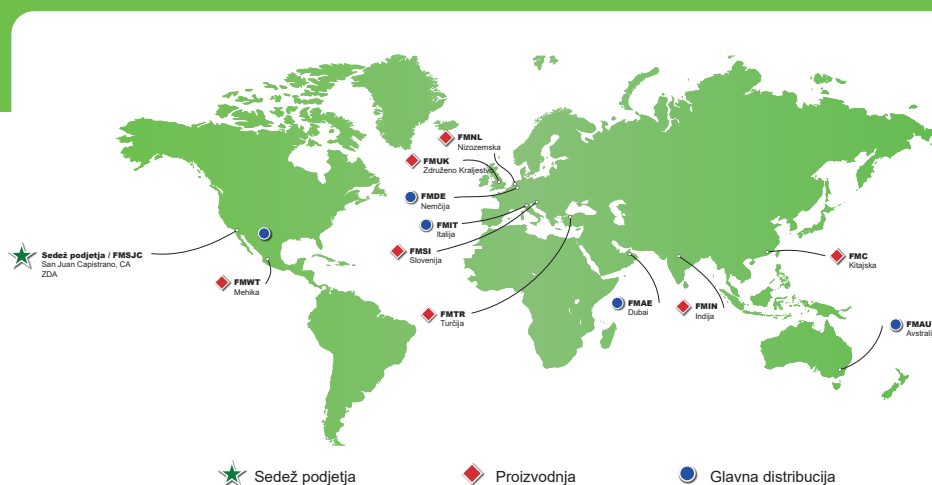 FMNL
Nizozemska
FMUK
Združeno Kraljestvo
FMDE
Nemčija
FMIT
Italija
FMSI
Slovenija
Sedež podjetja / FMSJC
San Juan Capistrano, CA
ZDA
FMWT
Mehika
FMTR
Turčija
FMAE
Dubai
FMIN
Indija
FMC
Kitajska
FMAU
Avstralij
Sedež podjetja
Proizvodnja
Glavna distribucija